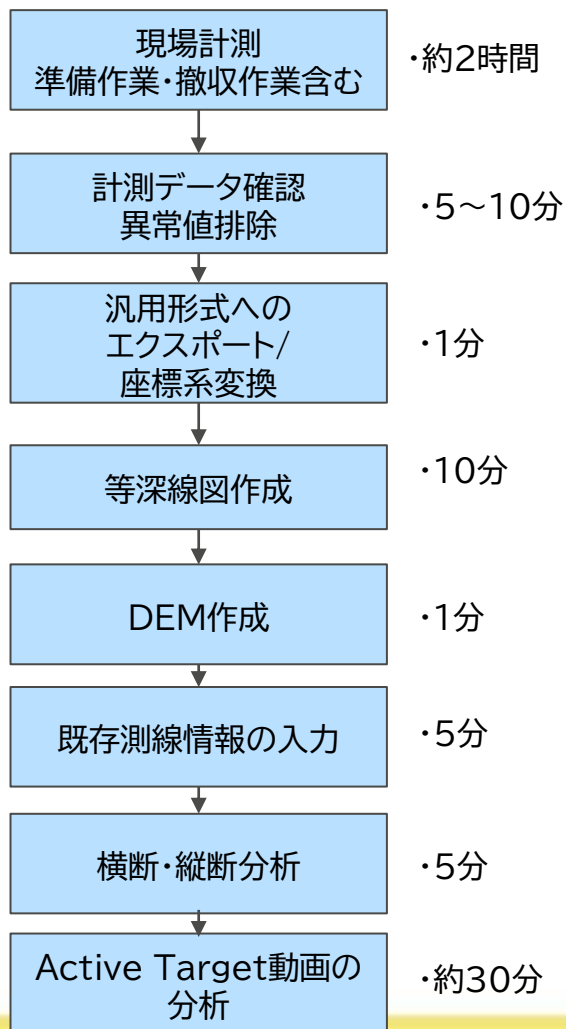 現場計測
準備作業・撤収作業含む
・約2時間
計測データ確認
異常値排除
・5～10分
汎用形式への
エクスポート/
座標系変換
・1分
等深線図作成
・10分
DEM作成
・1分
既存測線情報の入力
・5分
横断・縦断分析
・5分
Active Target動画の
分析
・約30分